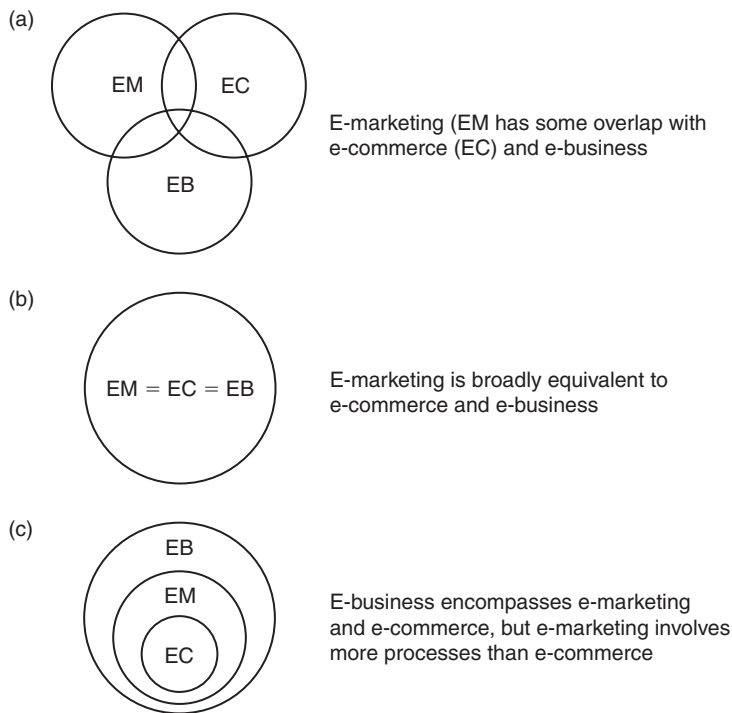 (a)
EM
EC
EB
E-marketing (EM has some overlap with
e-commerce (EC) and e-business
(b)
EM = EC = EB
E-marketing is broadly equivalent to
e-commerce and e-business
(c)
EB
EM
EC
E-business encompasses e-marketing
and e-commerce, but e-marketing involves
more processes than e-commerce